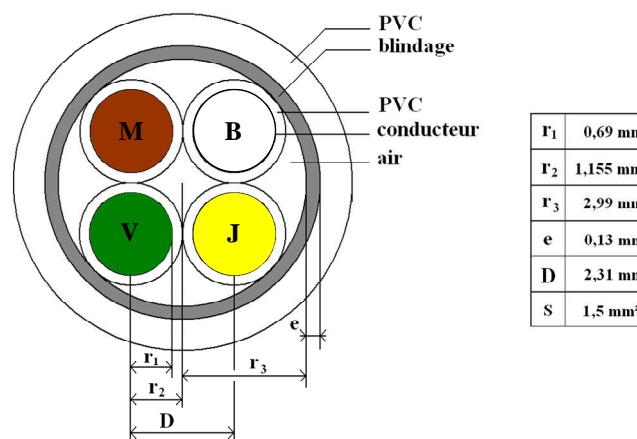 PVC
blindage
PVC
conducteur
air
M
B
V
J
e
r₁
r₂
r₃
D
r₁ 0,69 mm
r₂ 1,155 mm
r₃ 2,99 mm
e 0,13 mm
D 2,31 mm
S 1,5 mm²